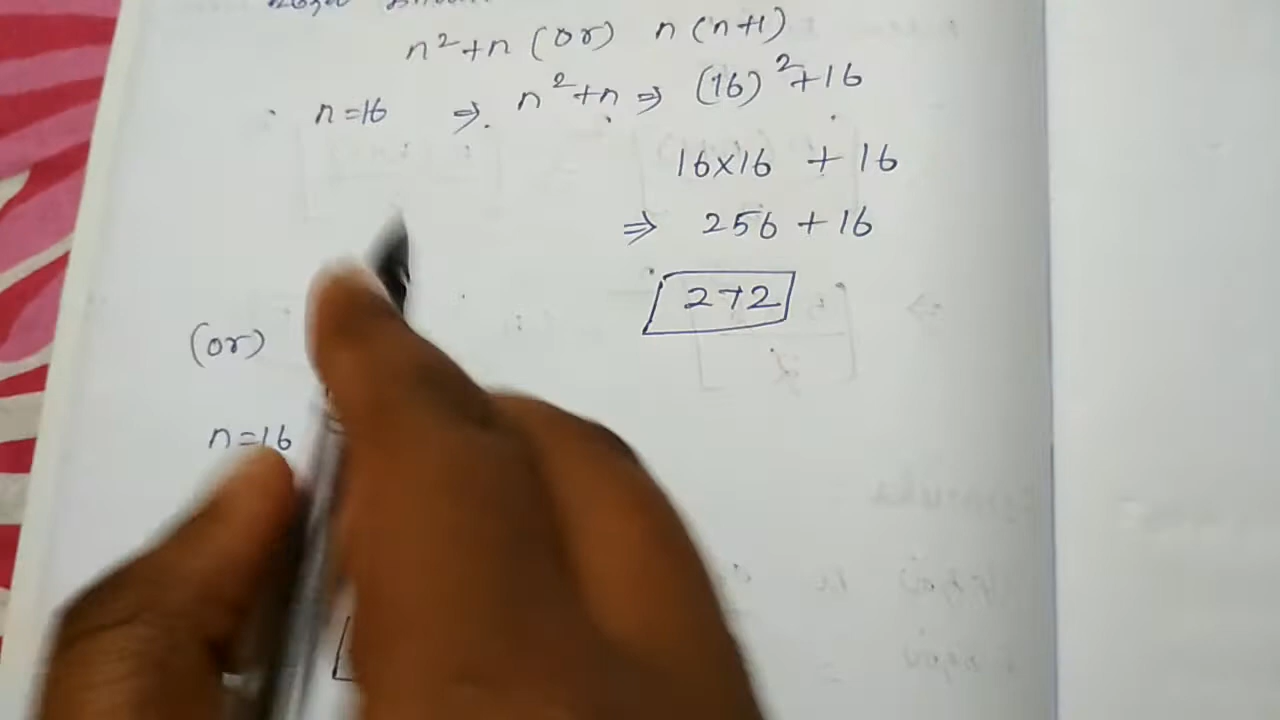 n²+n (or) n(n+1)
n=16 ⇒ n²+n ⇒ (16)²+16
16×16 + 16
⇒ 256 + 16
272
(or)
n=16